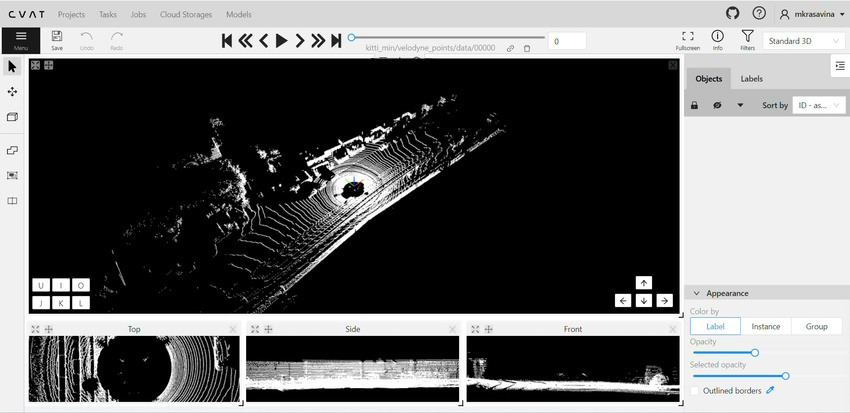 CVAT Projects Tasks Jobs Cloud Storages Models mkrasavina
Menu Save Undo Redo kitti_min/velodyne_points/data/00000 0 Fullscreen Info Filters Standard 3D
Objects Labels
Sort by ID - as...
U I O
J K L
Top Side Front
Appearance
Color by
Label Instance Group
Opacity
Selected opacity
Outlined borders